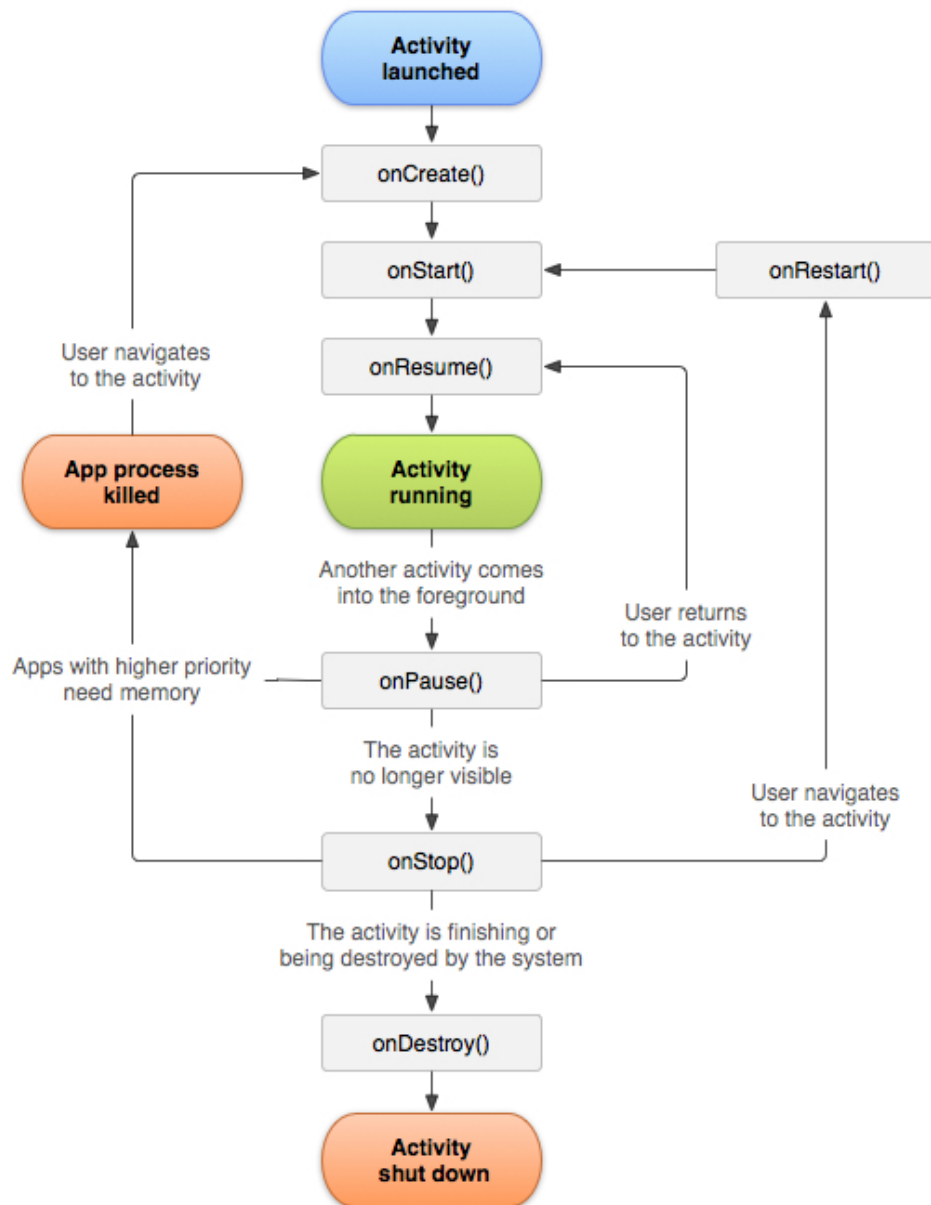 Activity
launched
onCreate()
onStart()
onRestart()
onResume()
User navigates
to the activity
App process
killed
Activity
running
Another activity comes
into the foreground
User returns
to the activity
Apps with higher priority
need memory
onPause()
The activity is
no longer visible
User navigates
to the activity
onStop()
The activity is finishing or
being destroyed by the system
onDestroy()
Activity
shut down